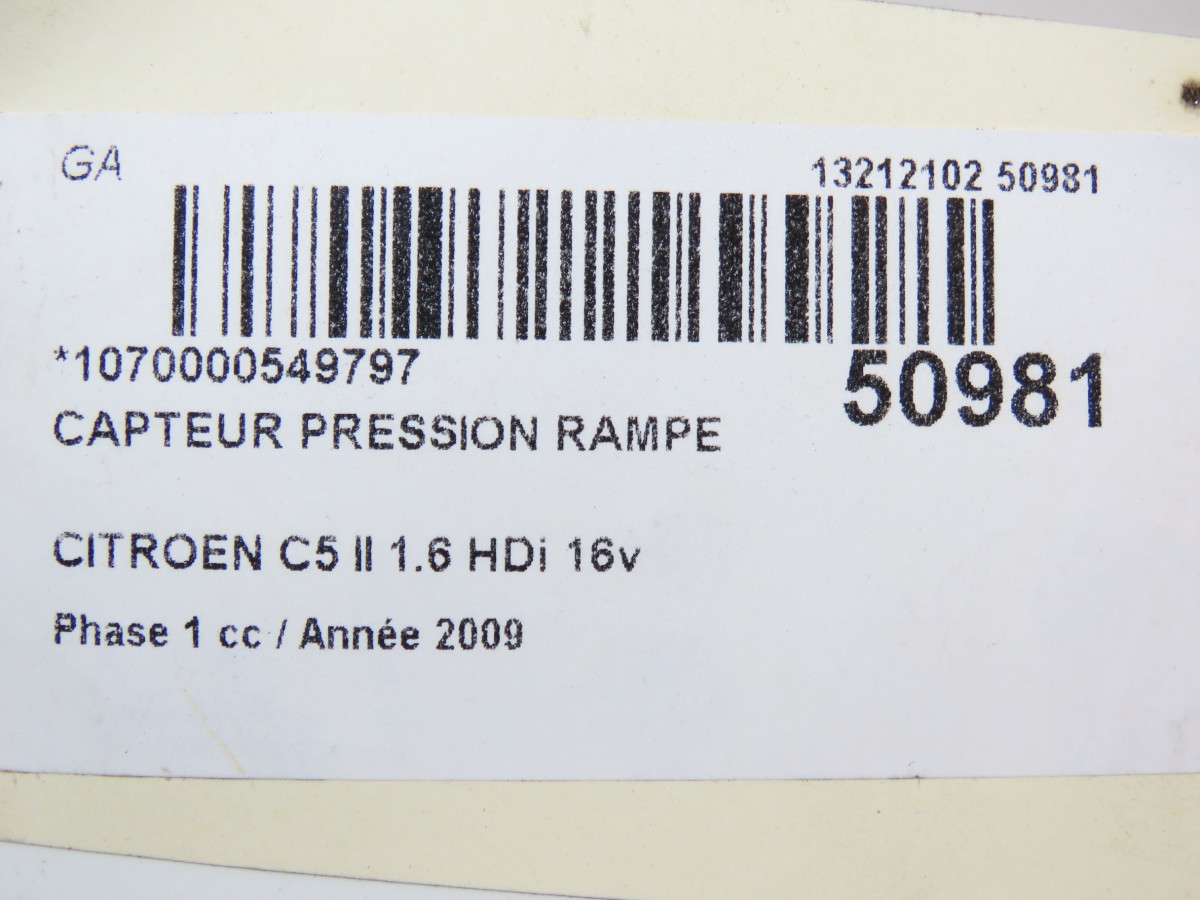 GA
13212102 50981
*1070000549797
50981
CAPTEUR PRESSION RAMPE
CITROEN C5 II 1.6 HDi 16v
Phase 1 cc / Année 2009